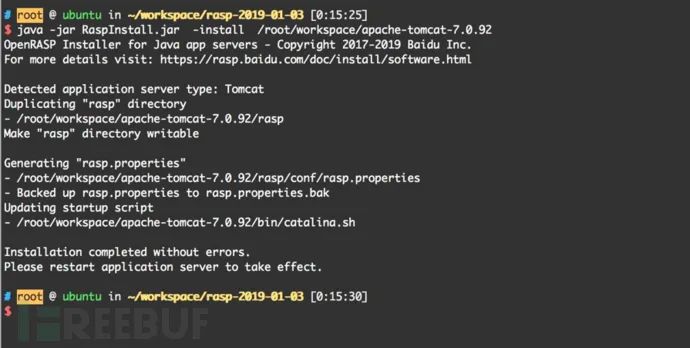 # root @ ubuntu in ~/workspace/rasp-2019-01-03 [0:15:25]
$ java -jar RaspInstall.jar  -install  /root/workspace/apache-tomcat-7.0.92
OpenRASP Installer for Java app servers - Copyright 2017-2019 Baidu Inc.
For more details visit: https://rasp.baidu.com/doc/install/software.html
Detected application server type: Tomcat
Duplicating "rasp" directory
- /root/workspace/apache-tomcat-7.0.92/rasp
Make "rasp" directory writable
Generating "rasp.properties"
- /root/workspace/apache-tomcat-7.0.92/rasp/conf/rasp.properties
- Backed up rasp.properties to rasp.properties.bak
Updating startup script
- /root/workspace/apache-tomcat-7.0.92/bin/catalina.sh
Installation completed without errors.
Please restart application server to take effect.
# root @ ubuntu in ~/workspace/rasp-2019-01-03 [0:15:30]
$
FREEBUF